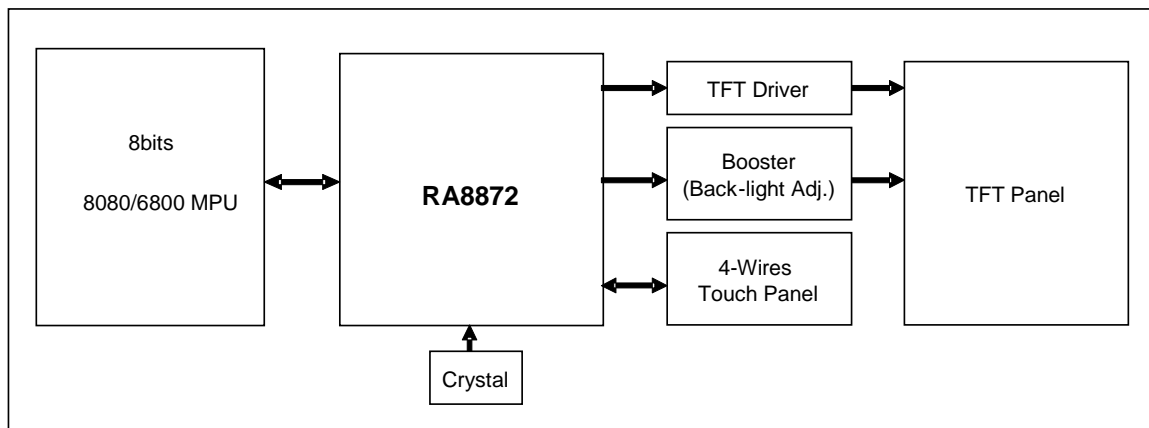 8bits
8080/6800 MPU
RA8872
TFT Driver
Booster
(Back-light Adj.)
4-Wires
Touch Panel
TFT Panel
Crystal